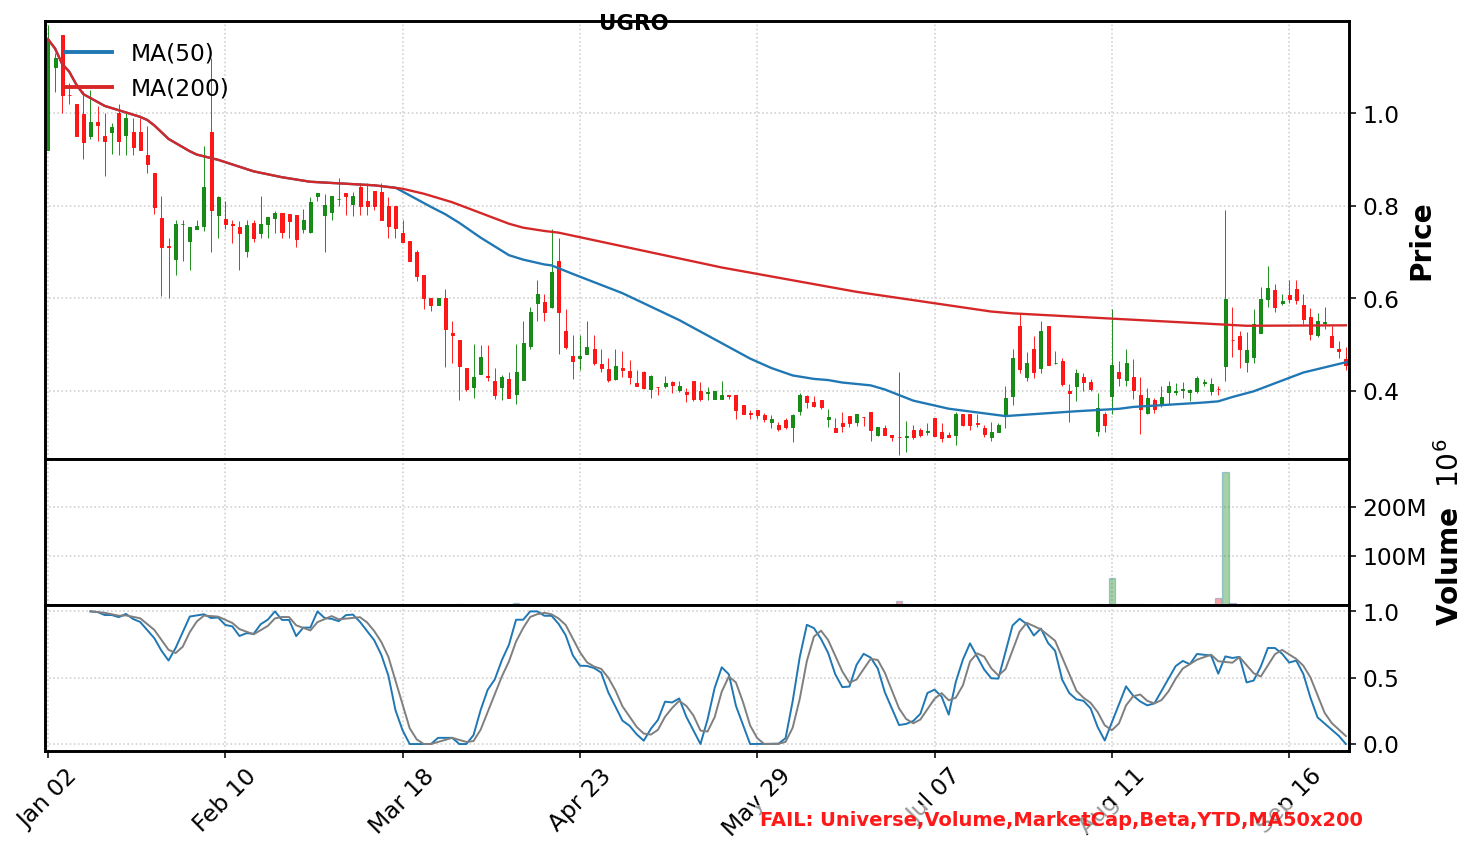 UGRO
MA(50)
MA(200)
1.0
0.8
0.6
0.4
Price
10^6
200M
100M
Volume
1.0
0.5
0.0
Jan 02
Feb 10
Mar 18
Apr 23
May 29
Jul 07
Aug 11
Sep 16
FAIL: Universe,Volume,MarketCap,Beta,YTD,MA50x200